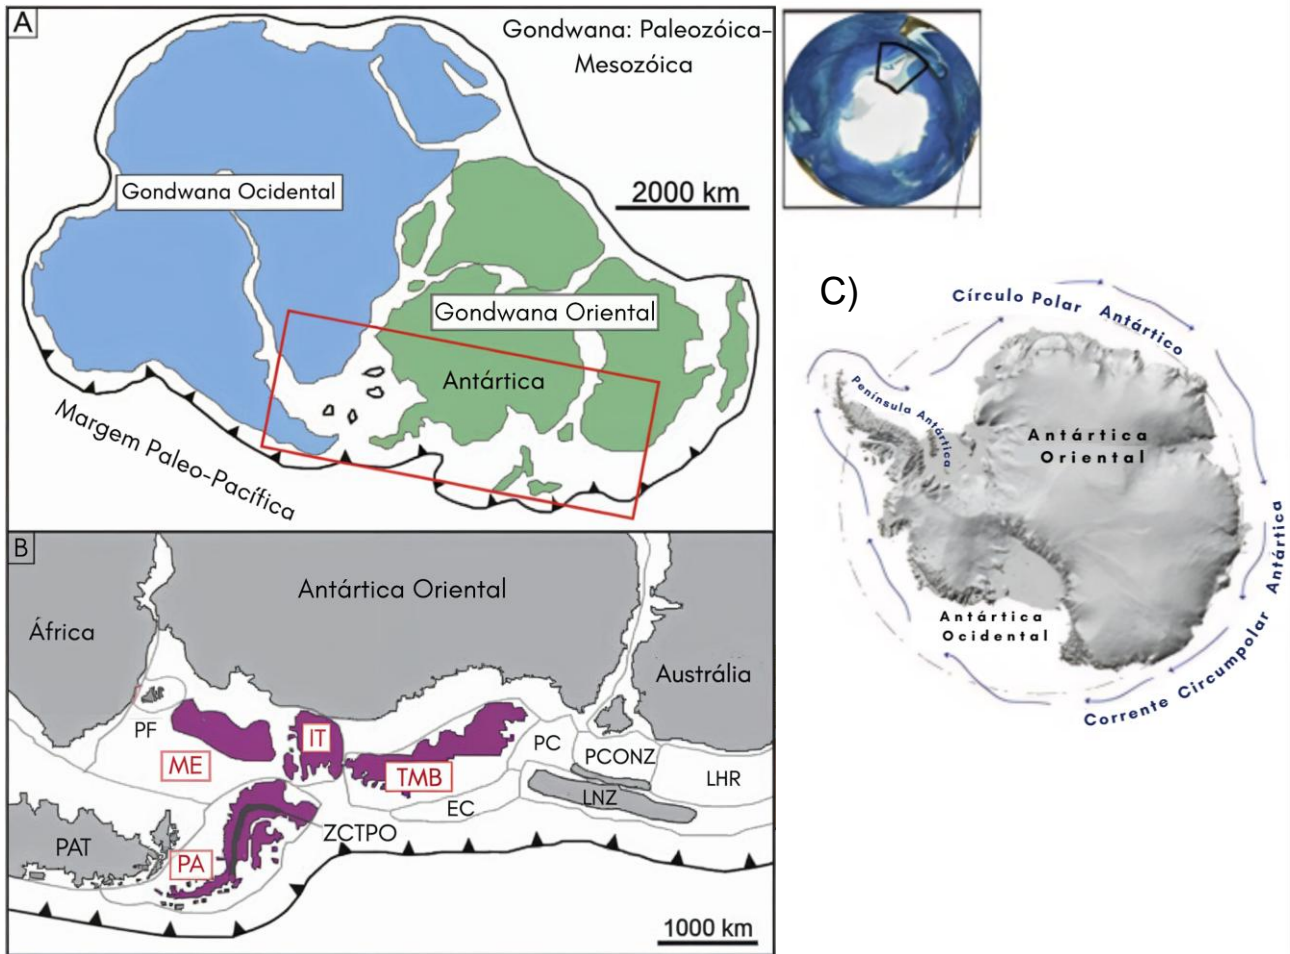 A
Gondwana: Paleozóica-
Mesozóica
Gondwana Ocidental
2000 km
Gondwana Oriental
Antártica
Margem Paleo-Pacífica
B
África
Antártica Oriental
Austrália
PF
ME
IT
TMB
PC
PCONZ
LHR
LNZ
EC
PAT
PA
ZCTPO
1000 km
C)
Círculo Polar Antártico
Península Antártica
Antártica
Oriental
Antártica
Ocidental
Corrente Circumpolar Antártica